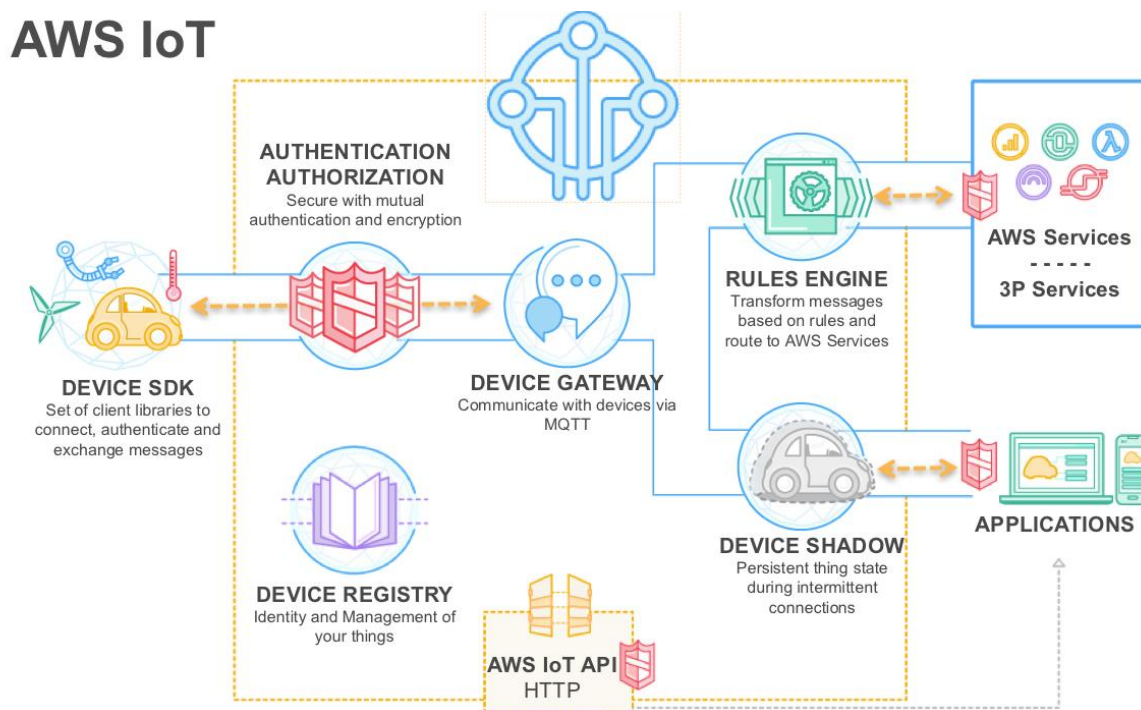 AWS IoT
AUTHENTICATION
AUTHORIZATION
Secure with mutual
authentication and encryption
DEVICE SDK
Set of client libraries to
connect, authenticate and
exchange messages
DEVICE GATEWAY
Communicate with devices via
MQTT
RULES ENGINE
Transform messages
based on rules and
route to AWS Services
AWS Services
- - - - -
3P Services
DEVICE REGISTRY
Identity and Management of
your things
DEVICE SHADOW
Persistent thing state
during intermittent
connections
APPLICATIONS
AWS IoT API
HTTP